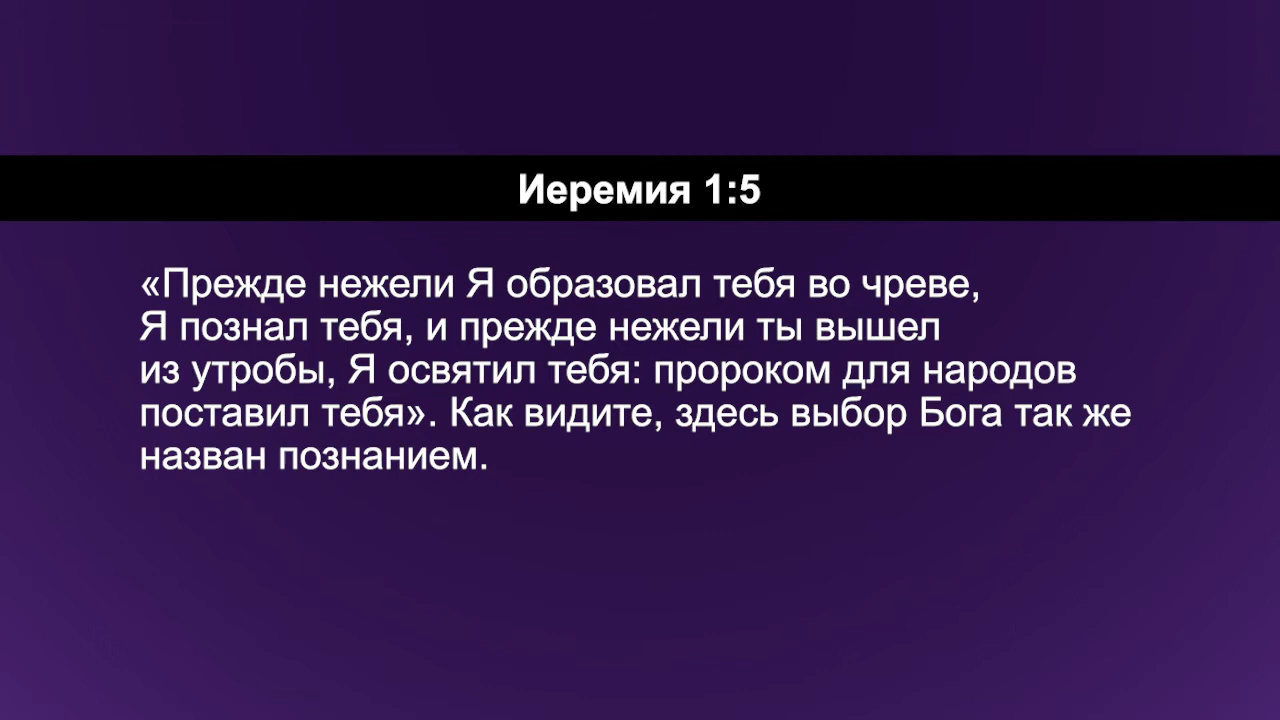 Иеремия 1:5
«Прежде нежели Я образовал тебя во чреве,
Я познал тебя, и прежде нежели ты вышел
из утробы, Я освятил тебя: пророком для народов
поставил тебя». Как видите, здесь выбор Бога так же
назван познанием.